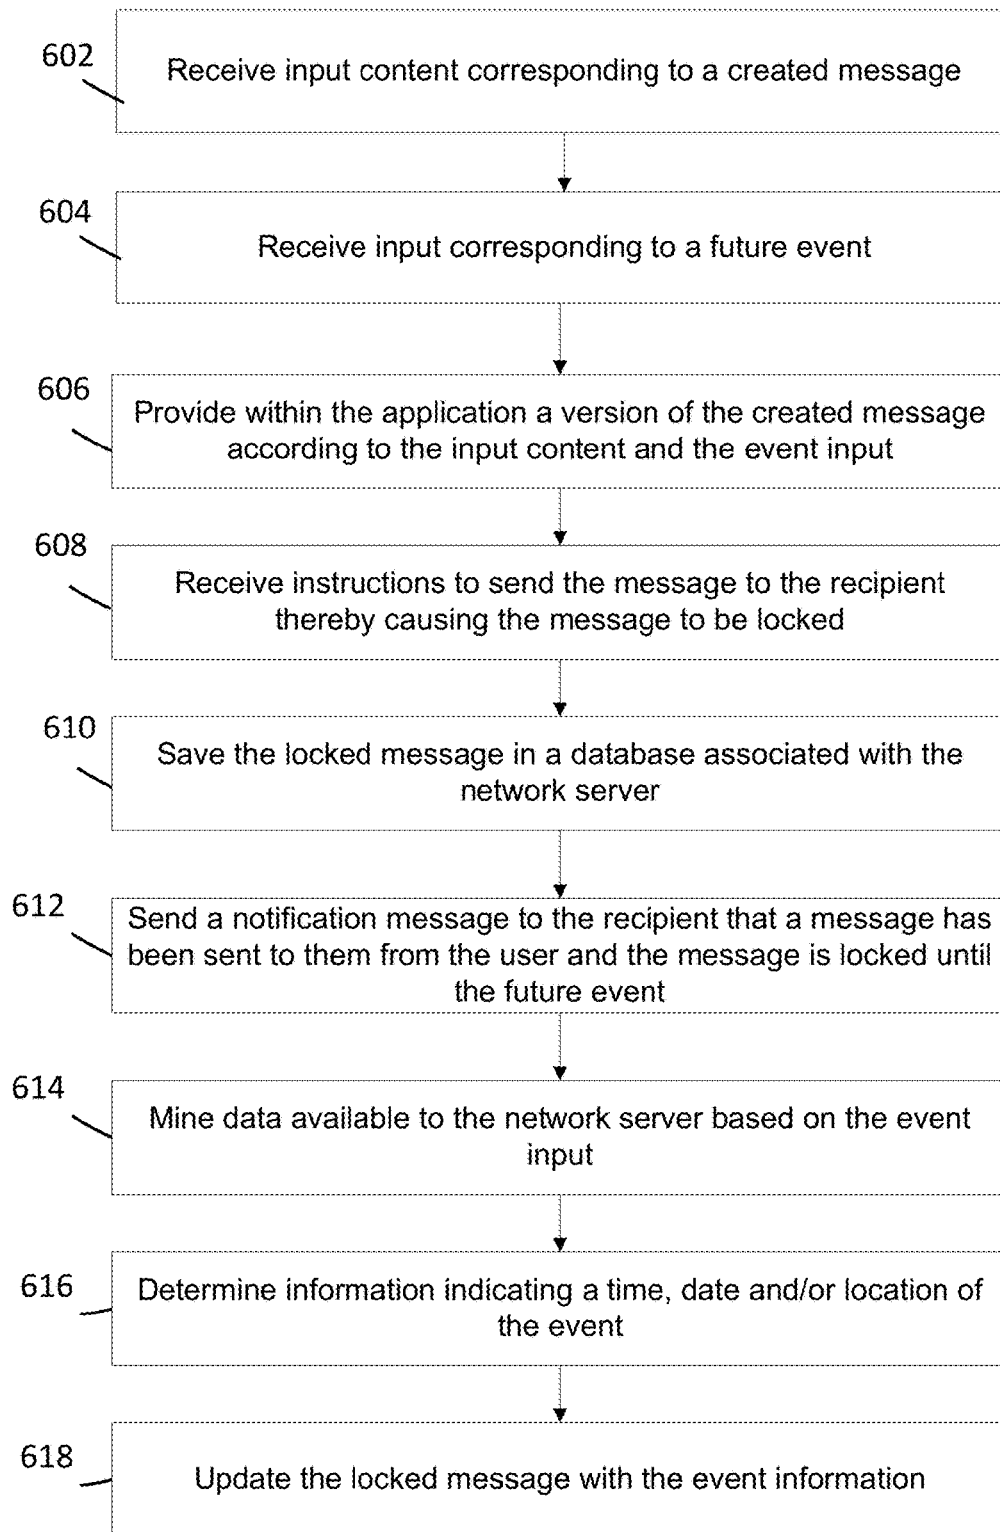 602
Receive input content corresponding to a created message
604
Receive input corresponding to a future event
606
Provide within the application a version of the created message
according to the input content and the event input
608
Receive instructions to send the message to the recipient
thereby causing the message to be locked
610
Save the locked message in a database associated with the
network server
612
Send a notification message to the recipient that a message has
been sent to them from the user and the message is locked until
the future event
614
Mine data available to the network server based on the event
input
616
Determine information indicating a time, date and/or location of
the event
618
Update the locked message with the event information